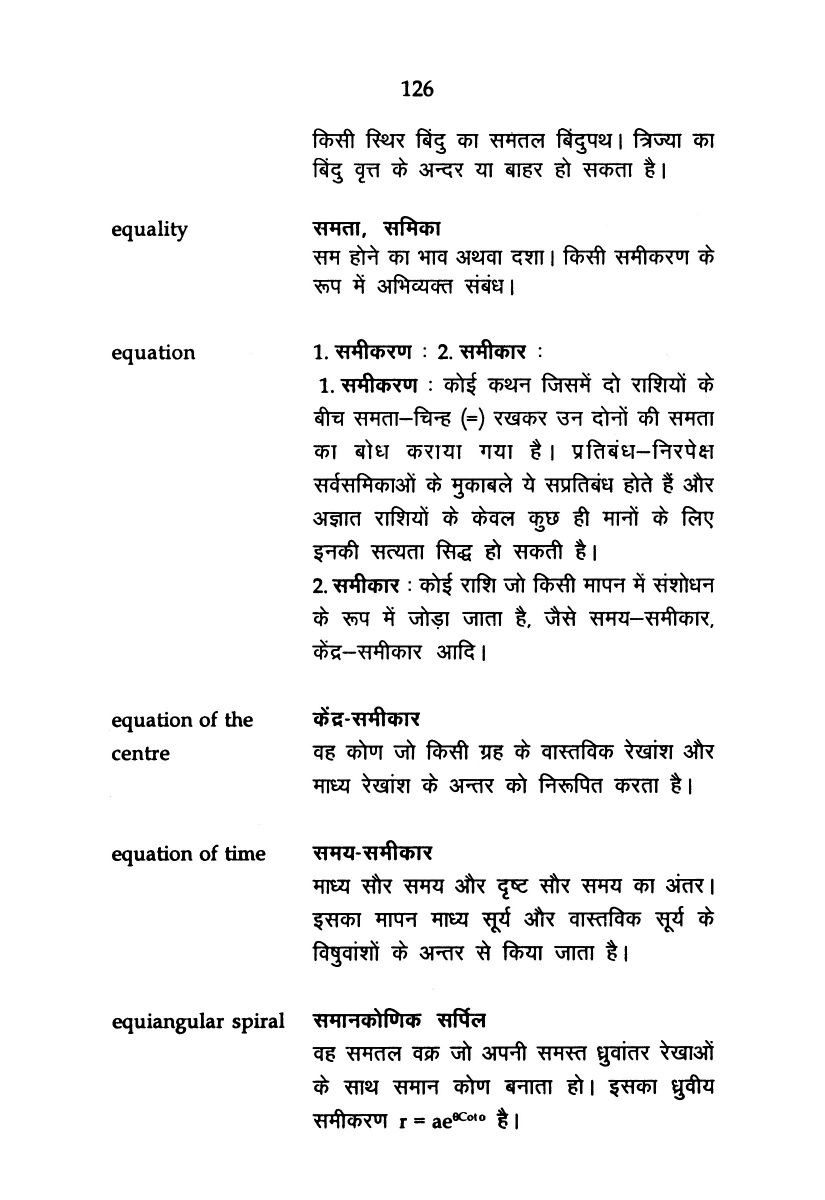 126
किसी स्थिर बिंदु का समतल बिंदुपथ। त्रिज्या का
बिंदु वृत्त के अन्दर या बाहर हो सकता है।
equality समता, समिका
सम होने का भाव अथवा दशा। किसी समीकरण के
रूप में अभिव्यक्त संबंध।
equation 1. समीकरण : 2. समीकार :
1. समीकरण : कोई कथन जिसमें दो राशियों के
बीच समता–चिन्ह (=) रखकर उन दोनों की समता
का बोध कराया गया है। प्रतिबंध–निरपेक्ष
सर्वसमिकाओं के मुकाबले ये सप्रतिबंध होते हैं और
अज्ञात राशियों के केवल कुछ ही मानों के लिए
इनकी सत्यता सिद्ध हो सकती है।
2. समीकार : कोई राशि जो किसी मापन में संशोधन
के रूप में जोड़ा जाता है, जैसे समय–समीकार,
केंद्र–समीकार आदि।
equation of the केंद्र-समीकार
centre वह कोण जो किसी ग्रह के वास्तविक रेखांश और
माध्य रेखांश के अन्तर को निरूपित करता है।
equation of time समय-समीकार
माध्य सौर समय और दृष्ट सौर समय का अंतर।
इसका मापन माध्य सूर्य और वास्तविक सूर्य के
विषुवांशों के अन्तर से किया जाता है।
equiangular spiral समानकोणिक सर्पिल
वह समतल वक्र जो अपनी समस्त ध्रुवांतर रेखाओं
के साथ समान कोण बनाता हो। इसका ध्रुवीय
समीकरण r = ae<sup>θCoto</sup> है।